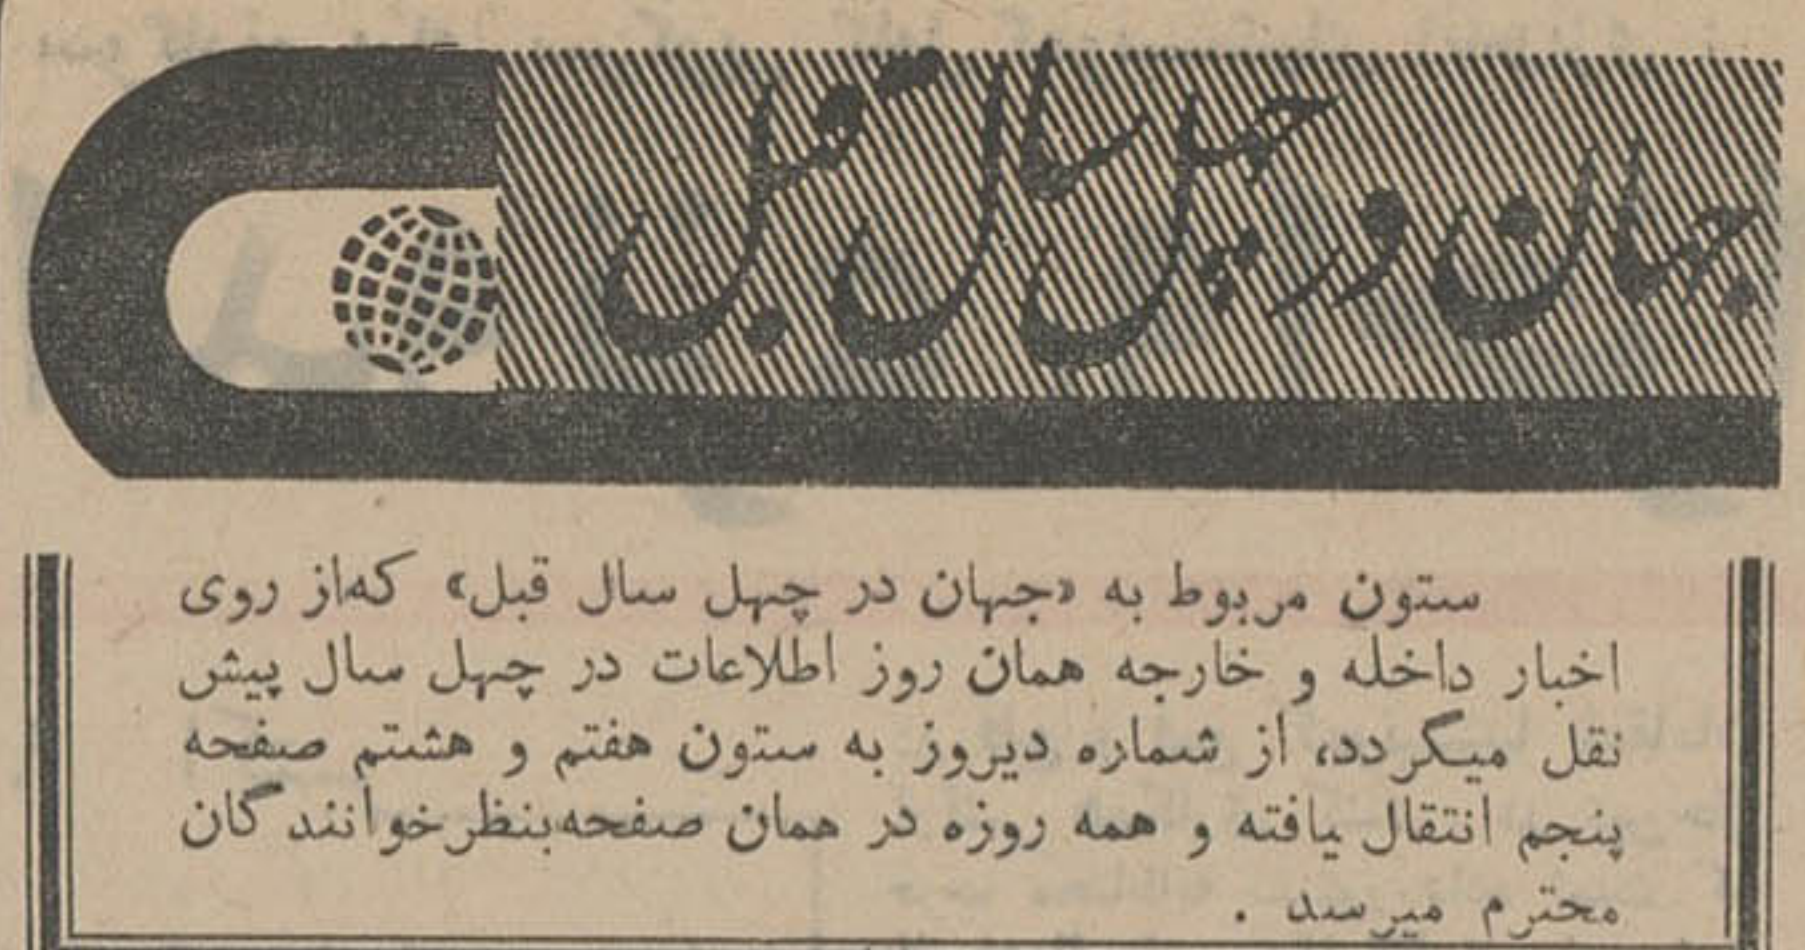 جهان در چهل سال قبل
ستون مربوط به «جهان در چهل سال قبل» که‌از روی
اخبار داخله و خارجه همان روز اطلاعات در چهل سال پیش
نقل میگردد، از شماره دیروز به ستون هفتم و هشتم صفحه
پنجم انتقال یافته و همه روزه در همان صفحه‌بنظر خوانندگان
محترم میرسد .